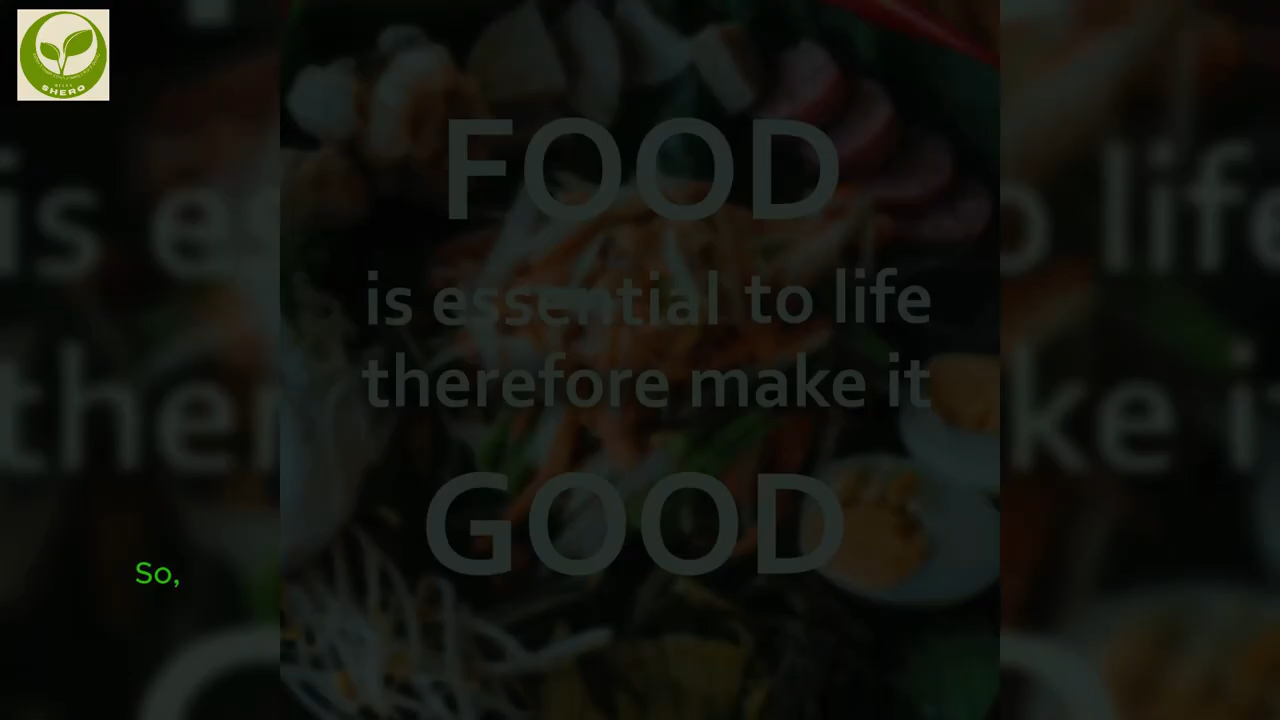 SHERO
FOOD
is essential to life
therefore make it
GOOD
So,